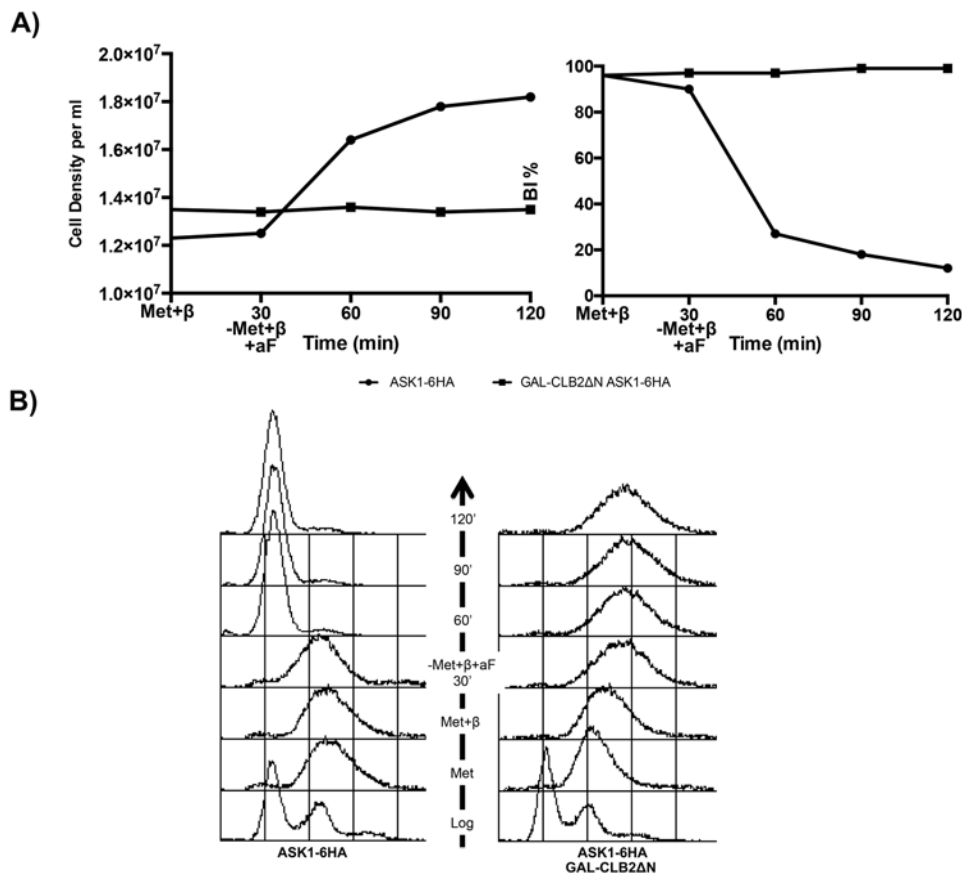 A)
2.0×10⁷
1.8×10⁷
1.6×10⁷
1.4×10⁷
1.2×10⁷
1.0×10⁷
Cell Density per ml
Met+β
30
60
90
120
-Met+β
+aF
Time (min)
100
80
60
40
20
0
BI %
Met+β
30
60
90
120
-Met+β
+aF
Time (min)
ASK1-6HA
GAL-CLB2ΔN ASK1-6HA
B)
120'
90'
60'
-Met+β+aF
30'
Met+β
Met
Log
ASK1-6HA
ASK1-6HA
GAL-CLB2ΔN